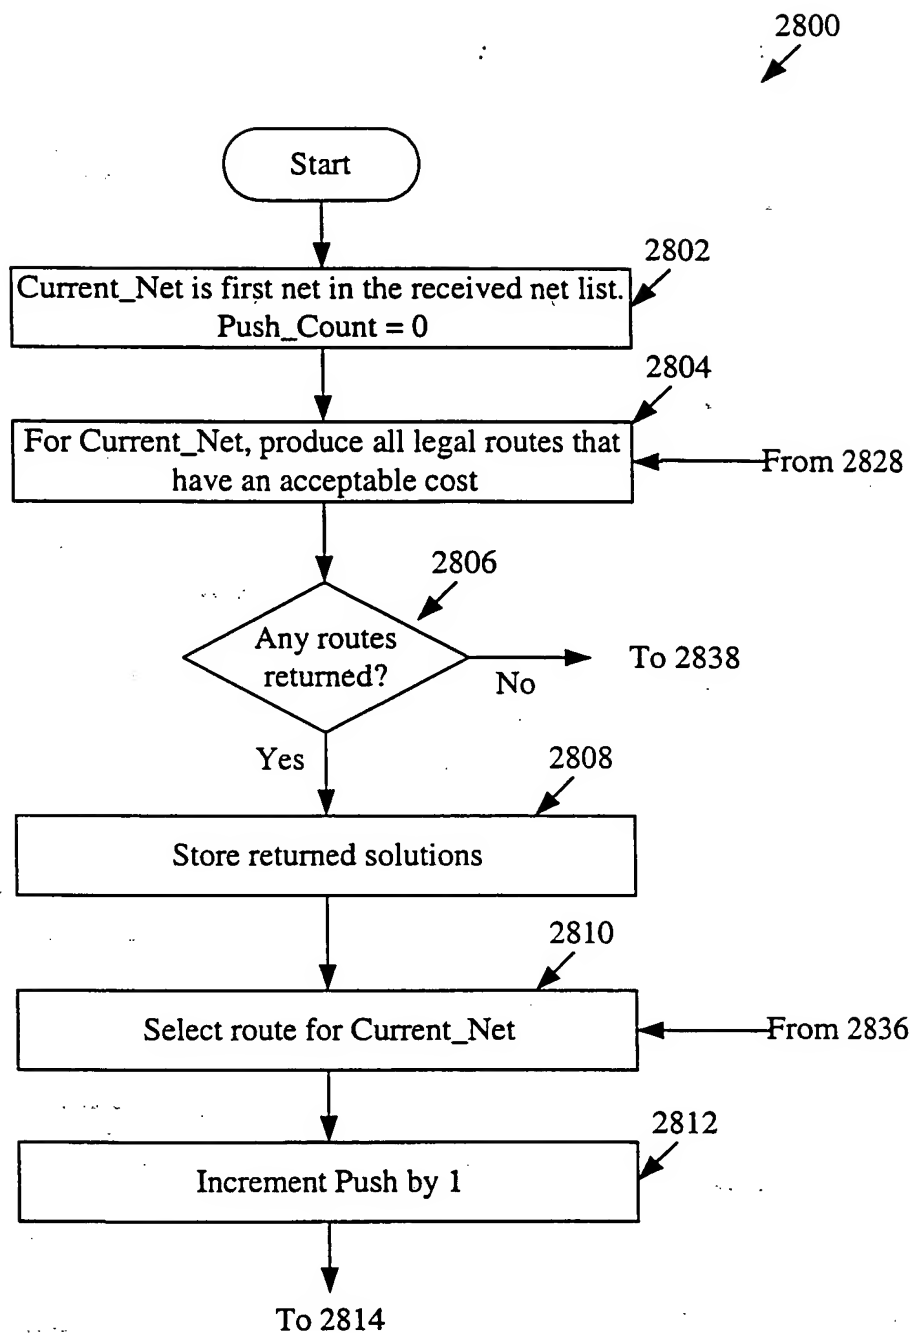 2800
Start
2802
Current_Net is first net in the received net list.
Push_Count = 0
2804
For Current_Net, produce all legal routes that
have an acceptable cost
From 2828
2806
Any routes
returned?
No
To 2838
Yes
2808
Store returned solutions
2810
Select route for Current_Net
From 2836
2812
Increment Push by 1
To 2814